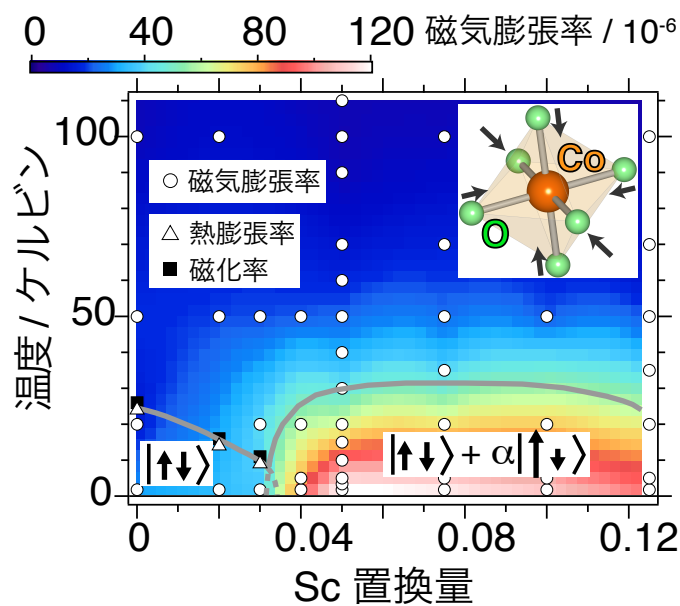 0 40 80 120 磁気膨張率 / 10-6
100
Co
磁気膨張率
O
熱膨張率
磁化率
温度 / ケルビン
50
|↑↓⟩
|↑↓⟩ + α|↑↓⟩
0
0 0.04 0.08 0.12
Sc 置換量